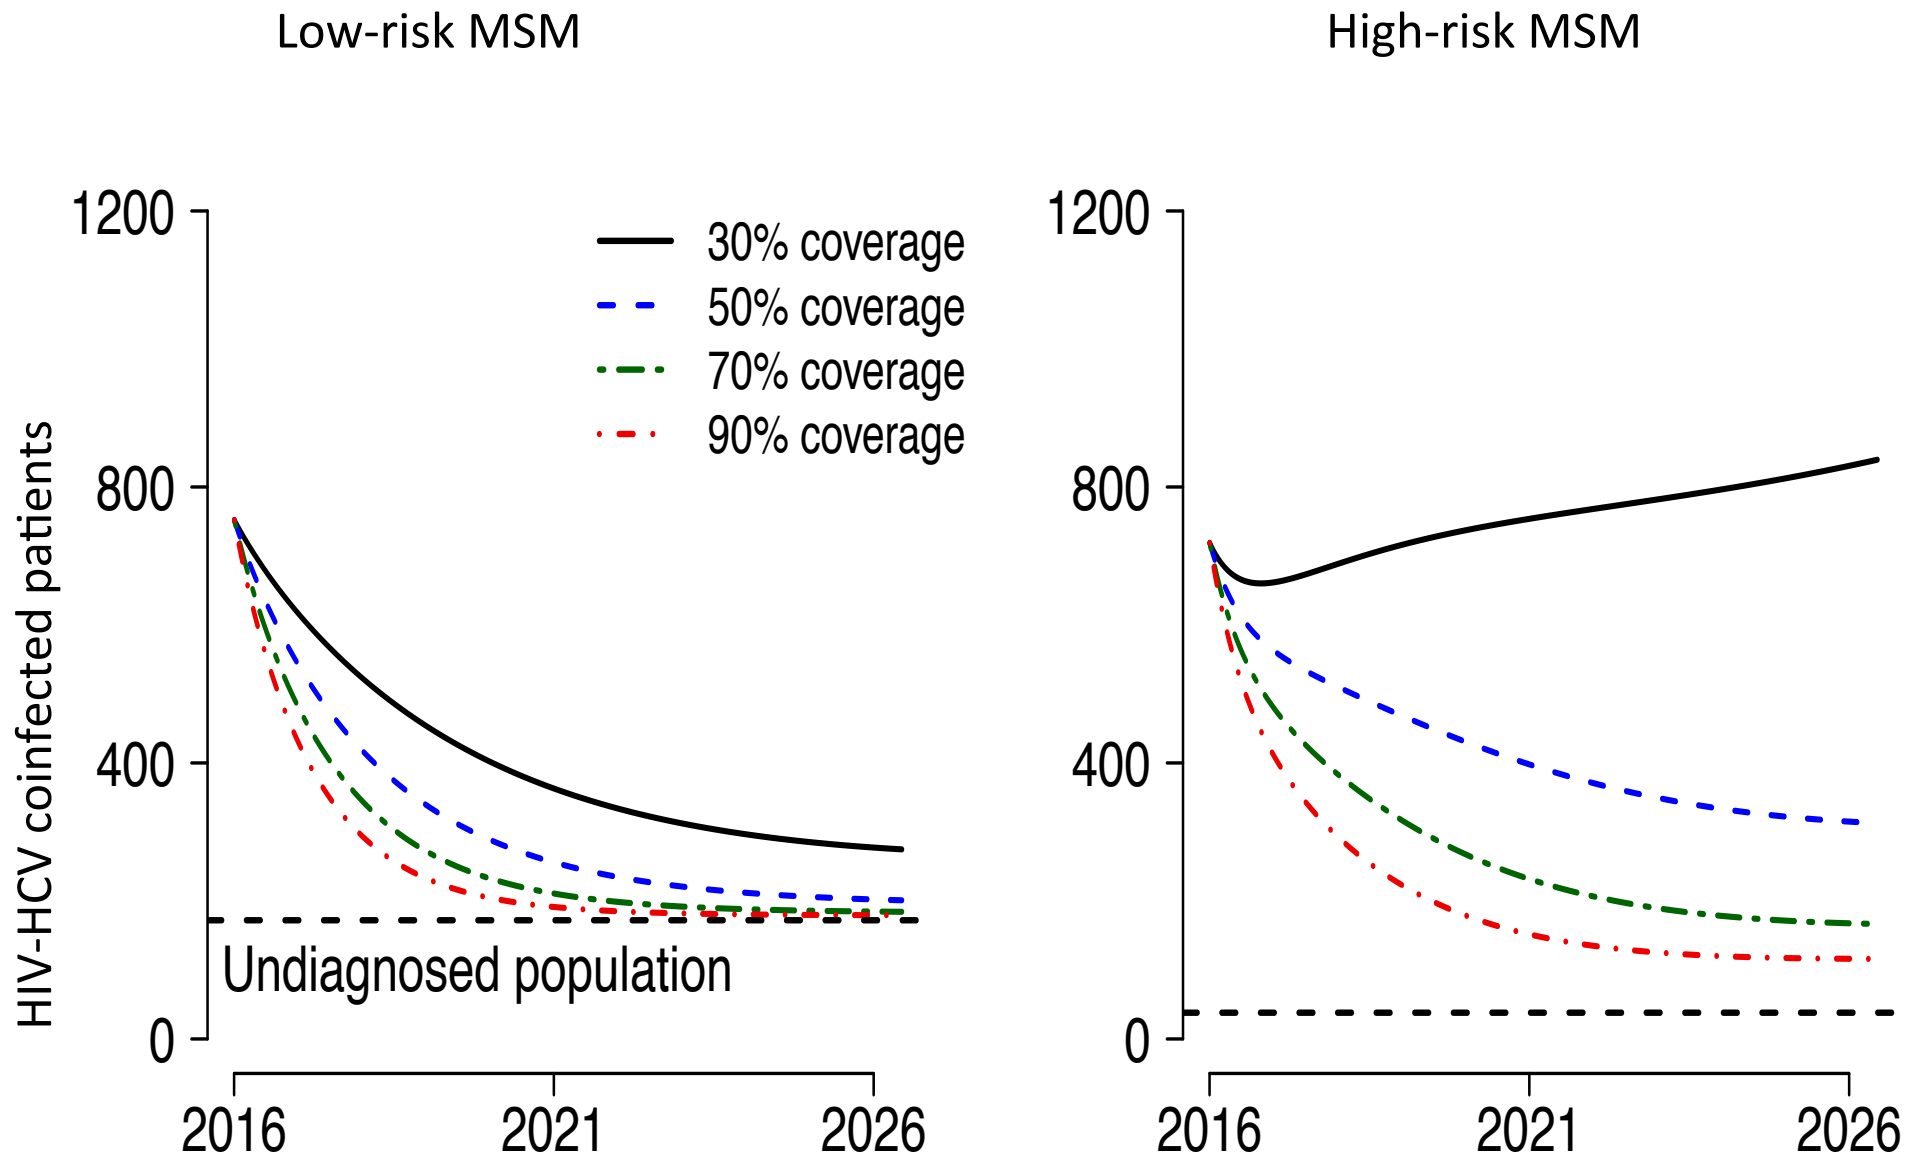 Low-risk MSM
High-risk MSM
HIV-HCV coinfected patients
1200
800
400
0
30% coverage
50% coverage
70% coverage
90% coverage
Undiagnosed population
2016
2021
2026
1200
800
400
0
2016
2021
2026